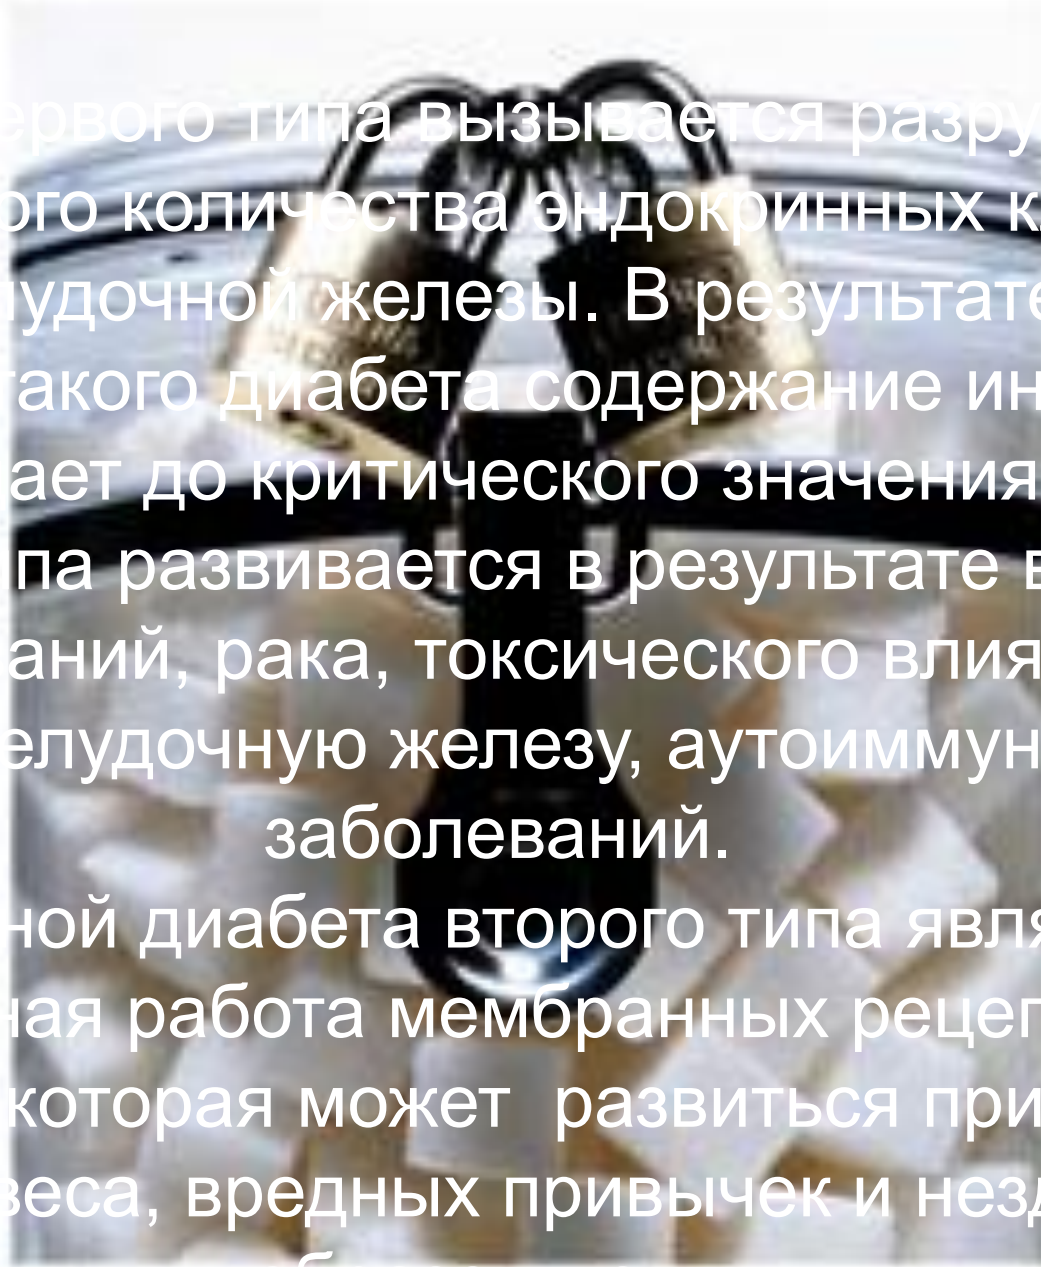 ервого типа вызывается разру
ого количества эндокринных к
лудочной железы. В результате
такого диабета содержание ин
ает до критического значения
па развивается в результате в
аний, рака, токсического влия
елудочную железу, аутоиммун
заболеваний.
ной диабета второго типа явля
ная работа мембранных рецеп
которая может развиться при
веса, вредных привычек и незд